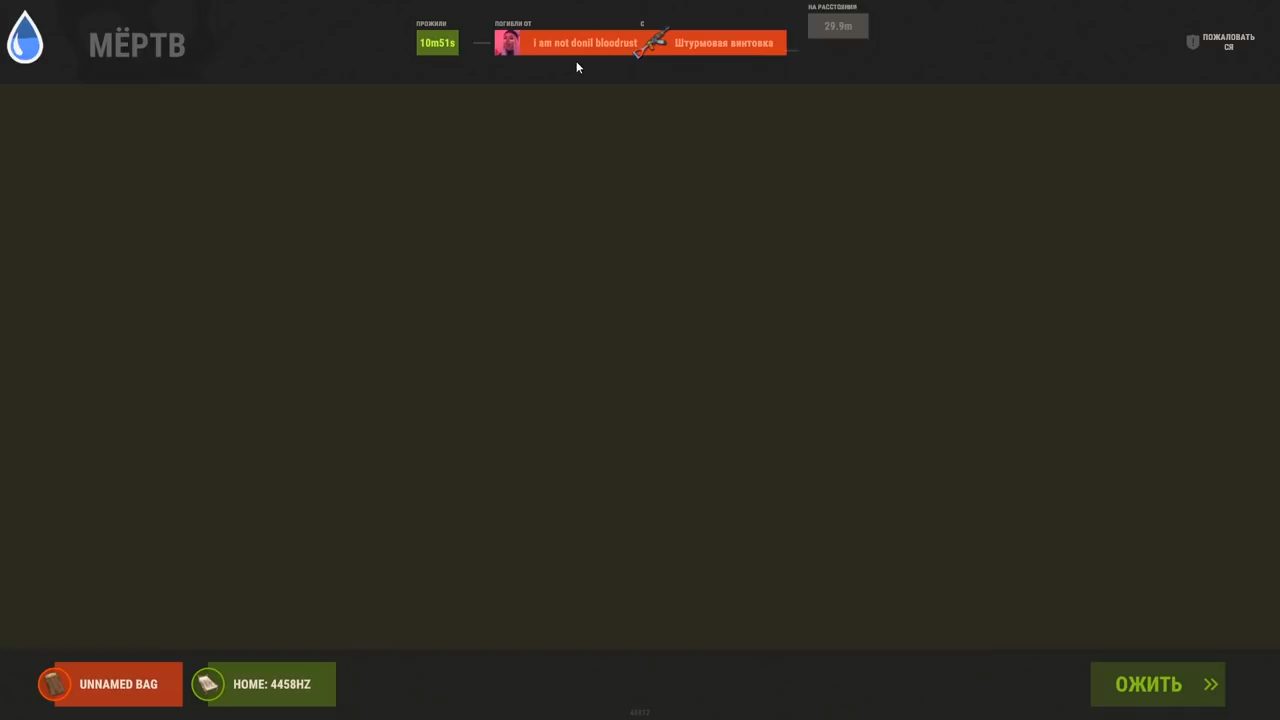 МЁРТВ
ПРОЖИЛИ
10m51s
ПОГИБЛИ ОТ
i am not donil bloodrust
С
Штурмовая винтовка
НА РАССТОЯНИИ
29.9m
ПОЖАЛОВАТЬ
СЯ
UNNAMED BAG
HOME: 4458HZ
ОЖИТЬ